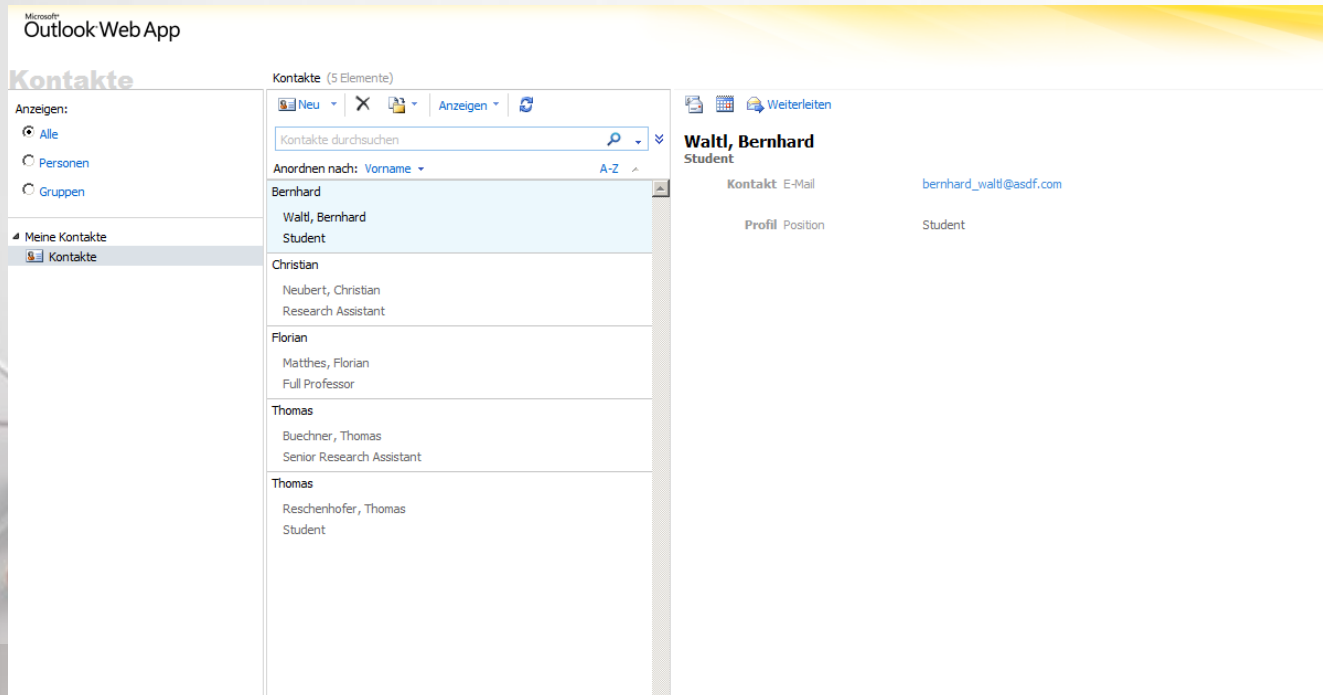 Microsoft®
Outlook Web App
Kontakte
Anzeigen:
Alle
Personen
Gruppen
Meine Kontakte
Kontakte
Kontakte (5 Elemente)
Neu Anzeigen
Kontakte durchsuchen
Anordnen nach: Vorname A-Z
Bernhard
Waltl, Bernhard
Student
Christian
Neubert, Christian
Research Assistant
Florian
Matthes, Florian
Full Professor
Thomas
Buechner, Thomas
Senior Research Assistant
Thomas
Reschenhofer, Thomas
Student
Weiterleiten
Waltl, Bernhard
Student
Kontakt E-Mail bernhard_waltl@asdf.com
Profil Position Student